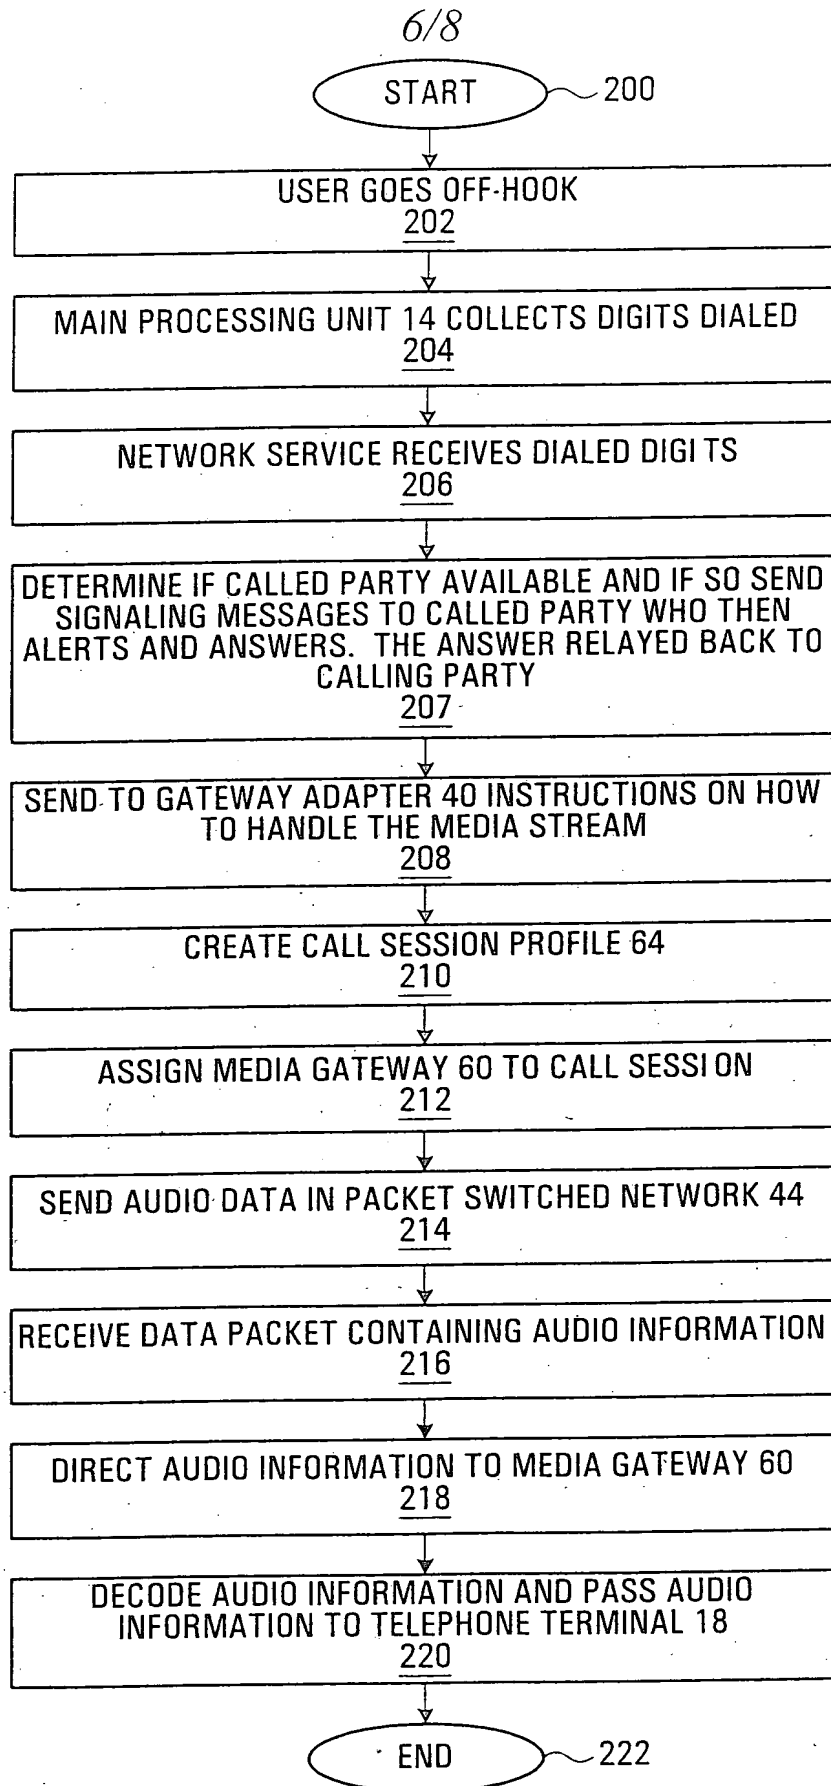 6/8
START
200
USER GOES OFF-HOOK
202
MAIN PROCESSING UNIT 14 COLLECTS DIGITS DIALED
204
NETWORK SERVICE RECEIVES DIALED DIGITS
206
DETERMINE IF CALLED PARTY AVAILABLE AND IF SO SEND
SIGNALING MESSAGES TO CALLED PARTY WHO THEN
ALERTS AND ANSWERS. THE ANSWER RELAYED BACK TO
CALLING PARTY
207
SEND TO GATEWAY ADAPTER 40 INSTRUCTIONS ON HOW
TO HANDLE THE MEDIA STREAM
208
CREATE CALL SESSION PROFILE 64
210
ASSIGN MEDIA GATEWAY 60 TO CALL SESSION
212
SEND AUDIO DATA IN PACKET SWITCHED NETWORK 44
214
RECEIVE DATA PACKET CONTAINING AUDIO INFORMATION
216
DIRECT AUDIO INFORMATION TO MEDIA GATEWAY 60
218
DECODE AUDIO INFORMATION AND PASS AUDIO
INFORMATION TO TELEPHONE TERMINAL 18
220
END
222